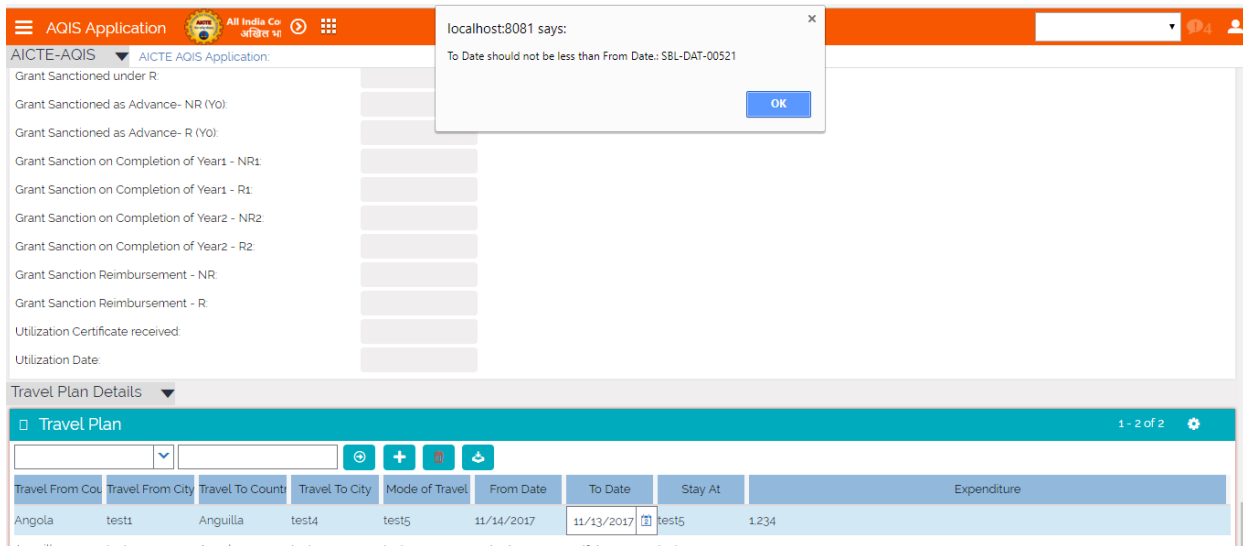 AQIS Application
AICTE
All India Co
अखिल भा
localhost:8081 says:
To Date should not be less than From Date.: SBL-DAT-00521
OK
4
AICTE-AQIS
AICTE AQIS Application:
Grant Sanctioned under R:
Grant Sanctioned as Advance- NR (Y0):
Grant Sanctioned as Advance- R (Y0):
Grant Sanction on Completion of Year1 - NR1:
Grant Sanction on Completion of Year1 - R1:
Grant Sanction on Completion of Year2 - NR2:
Grant Sanction on Completion of Year2 - R2:
Grant Sanction Reimbursement - NR:
Grant Sanction Reimbursement - R:
Utilization Certificate received:
Utilization Date:
Travel Plan Details
Travel Plan 1 - 2 of 2
Travel From Cou Travel From City Travel To Countr Travel To City Mode of Travel From Date To Date Stay At Expenditure
Angola test1 Anguilla test4 test5 11/14/2017 11/13/2017 test5 1,234